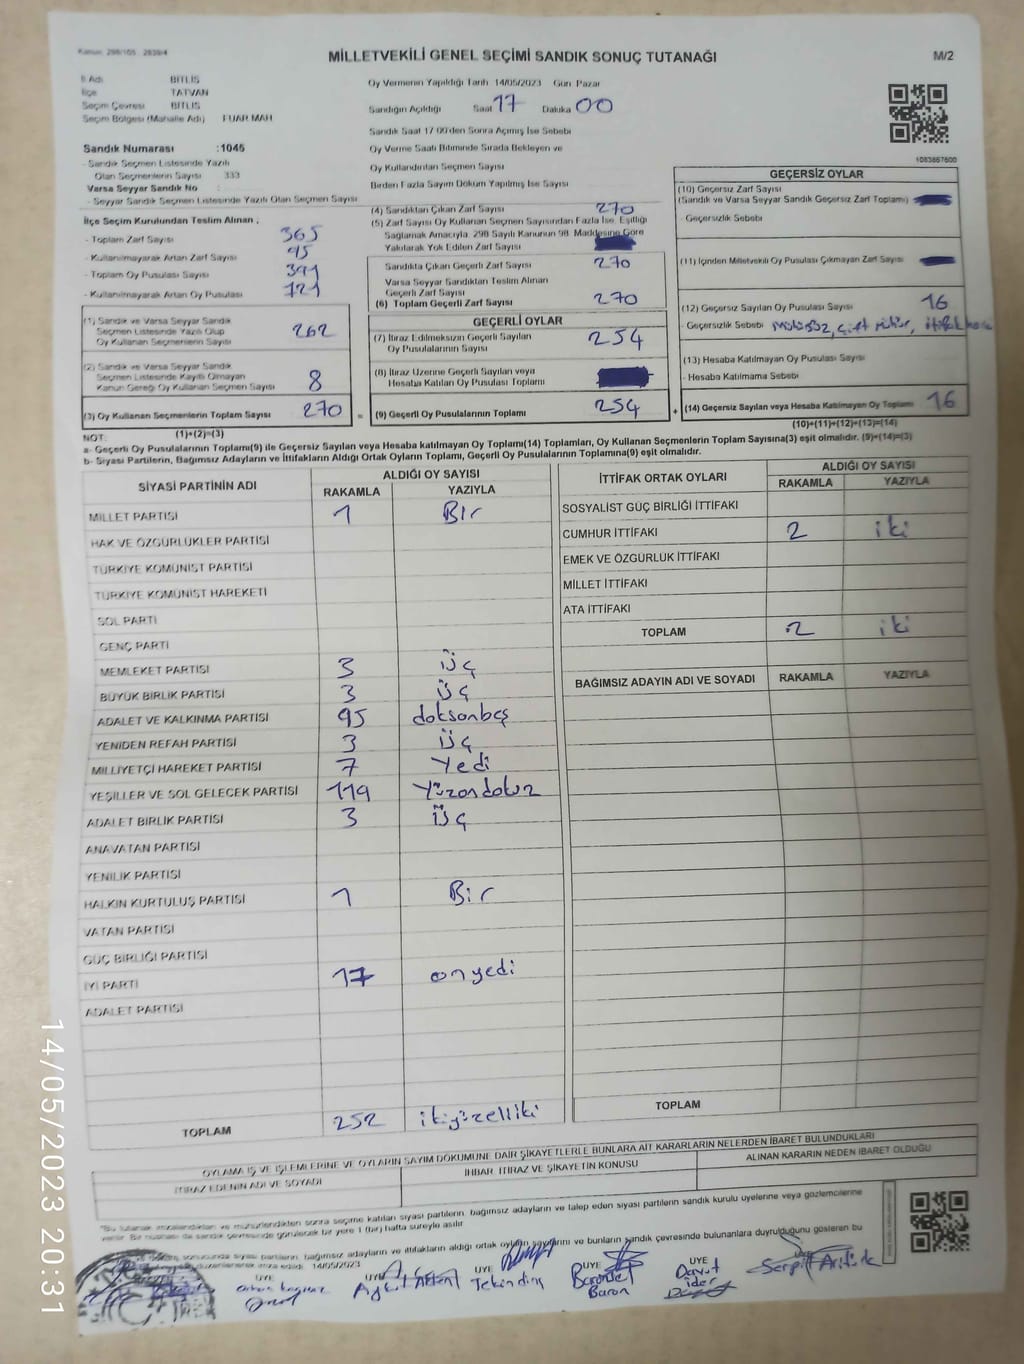 Kanun: 298/105 2839/4
MİLLETVEKİLİ GENEL SEÇİMİ SANDIK SONUÇ TUTANAĞI
M/2
İl Adı BİTLİS
İlçe TATVAN
Seçim Çevresi BİTLİS
Seçim Bölgesi (Mahalle Adı) FUAR MAH
Oy Vermenin Yapıldığı Tarih 14/05/2023 Gün Pazar
Sandığın Açıldığı Saat 17 Dakika 00
Sandık Saat 17 00'den Sonra Açımış İse Sebebi
Oy Verme Saati Bitiminde Sırada Bekleyen ve
Oy Kullandırılan Seçmen Sayısı
Birden Fazla Sayım Döküm Yapılmış İse Sayısı
1083867600
Sandık Numarası :1045
- Sandık Seçmen Listesinde Yazılı
Olan Seçmenlerin Sayısı 333
Varsa Seyyar Sandık No
- Seyyar Sandık Seçmen Listesinde Yazılı Olan Seçmen Sayısı
İlçe Seçim Kurulundan Teslim Alınan ;
- Toplam Zarf Sayısı 365
- Kullanılmayarak Artan Zarf Sayısı 95
- Toplam Oy Pusulası Sayısı 391
- Kullanılmayarak Artan Oy Pusulası 121
(1) Sandık ve Varsa Seyyar Sandık
Seçmen Listesinde Yazılı Olup
Oy Kullanan Seçmenlerin Sayısı 262
(2) Sandık ve Varsa Seyyar Sandık
Seçmen Listesinde Kayıtlı Olmayan
Kanun Gereği Oy Kullanan Seçmen Sayısı 8
(3) Oy Kullanan Seçmenlerin Toplam Sayısı 270 =
(1)+(2)=(3)
(4) Sandıktan Çıkan Zarf Sayısı 270
(5) Zarf Sayısı Oy Kullanan Seçmen Sayısından Fazla İse, Eşitliği
Sağlamak Amacıyla, 298 Sayılı Kanunun 98. Maddesine Göre
Yakılarak Yok Edilen Zarf Sayısı
Sandıkta Çıkan Geçerli Zarf Sayısı 270
Varsa Seyyar Sandıktan Teslim Alınan
Geçerli Zarf Sayısı
(6) Toplam Geçerli Zarf Sayısı 270
GEÇERLİ OYLAR
(7) İtiraz Edilmeksizin Geçerli Sayılan
Oy Pusulalarının Sayısı 254
(8) İtiraz Üzerine Geçerli Sayılan veya
Hesaba Katılan Oy Pusulası Toplamı
(9) Geçerli Oy Pusulalarının Toplamı 254 +
GEÇERSİZ OYLAR
(10) Geçersiz Zarf Sayısı
(Sandık ve Varsa Seyyar Sandık Geçersiz Zarf Toplamı)
- Geçersizlik Sebebi
(11) İçinden Milletvekili Oy Pusulası Çıkmayan Zarf Sayısı
(12) Geçersiz Sayılan Oy Pusulası Sayısı 16
- Geçersizlik Sebebi Mühürsüz, çift mühür,
(13) Hesaba Katılmayan Oy Pusulası Sayısı
- Hesaba Katılmama Sebebi
(14) Geçersiz Sayılan veya Hesaba Katılmayan Oy Toplamı 16
(10)+(11)+(12)+(13)=(14)
NOT:
a- Geçerli Oy Pusulalarının Toplamı(9) ile Geçersiz Sayılan veya Hesaba katılmayan Oy Toplamı(14) Toplamları, Oy Kullanan Seçmenlerin Toplam Sayısına(3) eşit olmalıdır. (9)+(14)=(3)
b- Siyasi Partilerin, Bağımsız Adayların ve İttifakların Aldığı Ortak Oyların Toplamı, Geçerli Oy Pusulalarının Toplamına(9) eşit olmalıdır.
SİYASİ PARTİNİN ADI
ALDIĞI OY SAYISI
RAKAMLA YAZIYLA
MİLLET PARTİSİ 1 Bir
HAK VE ÖZGÜRLÜKLER PARTİSİ
TÜRKİYE KOMÜNİST PARTİSİ
TÜRKİYE KOMÜNİST HAREKETİ
SOL PARTİ
GENÇ PARTİ
MEMLEKET PARTİSİ 3 Üç
BÜYÜK BİRLİK PARTİSİ 3 Üç
ADALET VE KALKINMA PARTİSİ 95 doksanbeş
YENİDEN REFAH PARTİSİ 3 Üç
MİLLİYETÇİ HAREKET PARTİSİ 7 Yedi
YEŞİLLER VE SOL GELECEK PARTİSİ 119 Yüzondokuz
ADALET BİRLİK PARTİSİ 3 Üç
ANAVATAN PARTİSİ
YENİLİK PARTİSİ
HALKIN KURTULUŞ PARTİSİ 1 Bir
VATAN PARTİSİ
GÜÇ BİRLİĞİ PARTİSİ
İYİ PARTİ 17 onyedi
ADALET PARTİSİ
TOPLAM 252 ikiyüzelliki
İTTİFAK ORTAK OYLARI
ALDIĞI OY SAYISI
RAKAMLA YAZIYLA
SOSYALİST GÜÇ BİRLİĞİ İTTİFAKI
CUMHUR İTTİFAKI 2 iki
EMEK VE ÖZGÜRLÜK İTTİFAKI
MİLLET İTTİFAKI
ATA İTTİFAKI
TOPLAM 2 iki
BAĞIMSIZ ADAYIN ADI VE SOYADI RAKAMLA YAZIYLA
TOPLAM
OYLAMA İŞ VE İŞLEMLERİNE VE OYLARIN SAYIM DÖKÜMÜNE DAİR ŞİKAYETLERLE BUNLARA AİT KARARLARIN NELERDEN İBARET BULUNDUKLARI
İTİRAZ EDENİN ADI VE SOYADI
İHBAR, İTİRAZ VE ŞİKAYETİN KONUSU
ALINAN KARARIN NEDEN İBARET OLDUĞU
"Bu tutanak imzalandıktan ve mühürlendikten sonra seçime katılan siyasi partilerin, bağımsız adayların ve talep eden siyasi partilerin sandık kurulu üyelerine veya gözlemcilerine
verilir. Bir nüshası da sandık çevresinde görülecek bir yere 1 (bir) hafta süreyle asılır
sonucunda siyasi partilerin, bağımsız adayların ve ittifakların aldığı ortak oyların sayılarını ve bunların sandık çevresinde bulunanlara duyrulduğunu gösteren bu
düzenlenerek imza edildi 14/05/2023
ÜYE ÜYE ÜYE ÜYE ÜYE
Tekindinç
Baran
Davut
ider
Serpil Arıtürk
14/05/2023 20:31